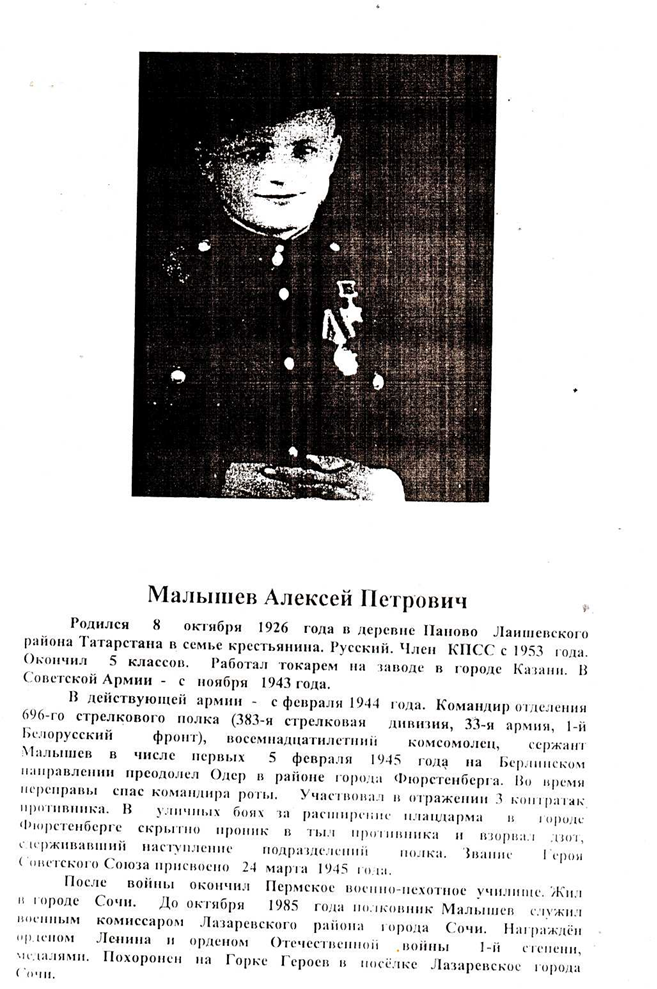 Малышев Алексей Петрович
Родился 8 октября 1926 года в деревне Паново Лаишевского
района Татарстана в семье крестьянина. Русский. Член КПСС с 1953 года.
Окончил 5 классов. Работал токарем на заводе в городе Казани. В
Советской Армии - с ноября 1943 года.
В действующей армии - с февраля 1944 года. Командир отделения
696-го стрелкового полка (383-я стрелковая дивизия, 33-я армия, 1-й
Белорусский фронт), восемнадцатилетний комсомолец, сержант
Малышев в числе первых 5 февраля 1945 года на Берлинском
направлении преодолел Одер в районе города Фюрстенберга. Во время
переправы спас командира роты. Участвовал в отражении 3 контратак
противника. В уличных боях за расширение плацдарма в городе
Фюрстенберге скрытно проник в тыл противника и взорвал дзот,
сдерживавший наступление подразделений полка. Звание Героя
Советского Союза присвоено 24 марта 1945 года.
После войны окончил Пермское военно-пехотное училище. Жил
в городе Сочи. До октября 1985 года полковник Малышев служил
военным комиссаром Лазаревского района города Сочи. Награждён
орденом Ленина и орденом Отечественной войны 1-й степени,
медалями. Похоронен на Горке Героев в посёлке Лазаревское города
Сочи.